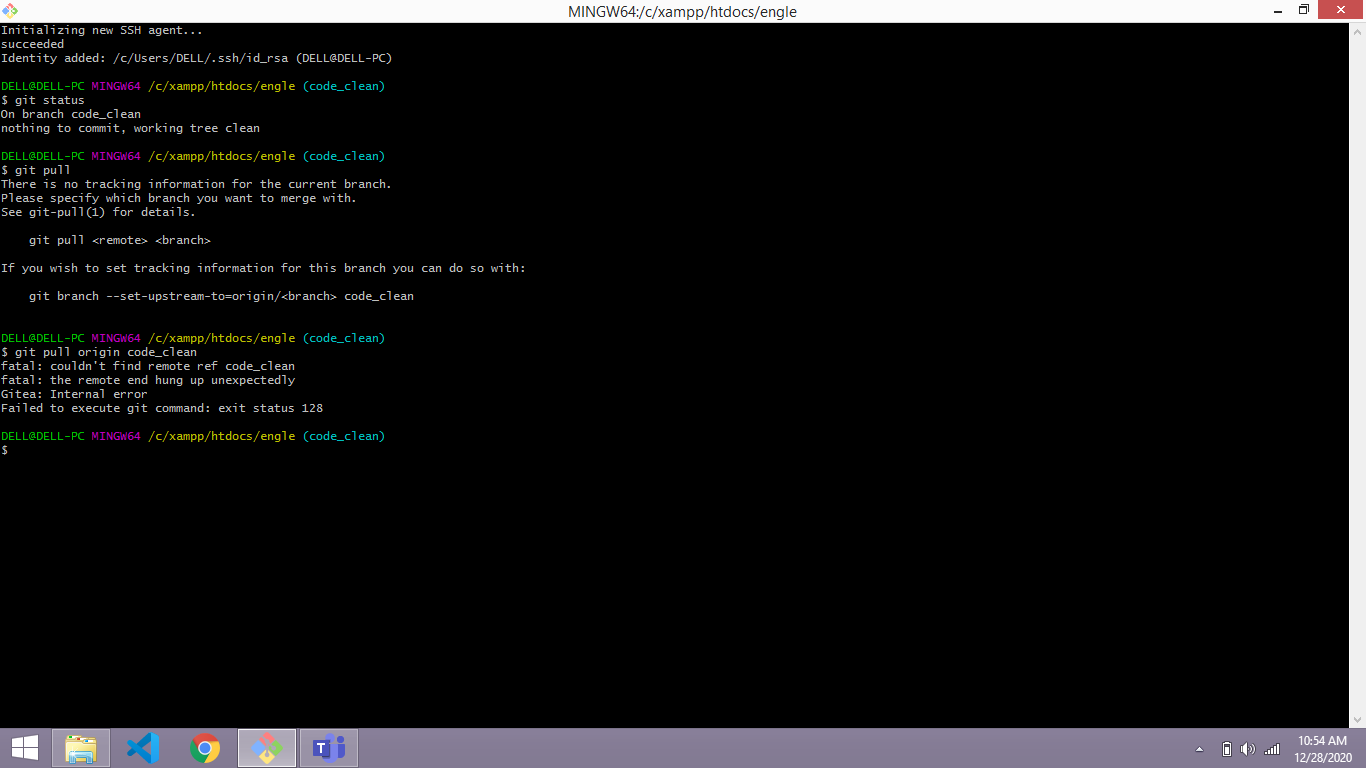 MINGW64:/c/xampp/htdocs/engle
Initializing new SSH agent...
succeeded
Identity added: /c/Users/DELL/.ssh/id_rsa (DELL@DELL-PC)
DELL@DELL-PC MINGW64 /c/xampp/htdocs/engle (code_clean)
$ git status
On branch code_clean
nothing to commit, working tree clean
DELL@DELL-PC MINGW64 /c/xampp/htdocs/engle (code_clean)
$ git pull
There is no tracking information for the current branch.
Please specify which branch you want to merge with.
See git-pull(1) for details.
git pull <remote> <branch>
If you wish to set tracking information for this branch you can do so with:
git branch --set-upstream-to=origin/<branch> code_clean
DELL@DELL-PC MINGW64 /c/xampp/htdocs/engle (code_clean)
$ git pull origin code_clean
fatal: couldn't find remote ref code_clean
fatal: the remote end hung up unexpectedly
Gitea: Internal error
Failed to execute git command: exit status 128
DELL@DELL-PC MINGW64 /c/xampp/htdocs/engle (code_clean)
$
T
10:54 AM
12/28/2020